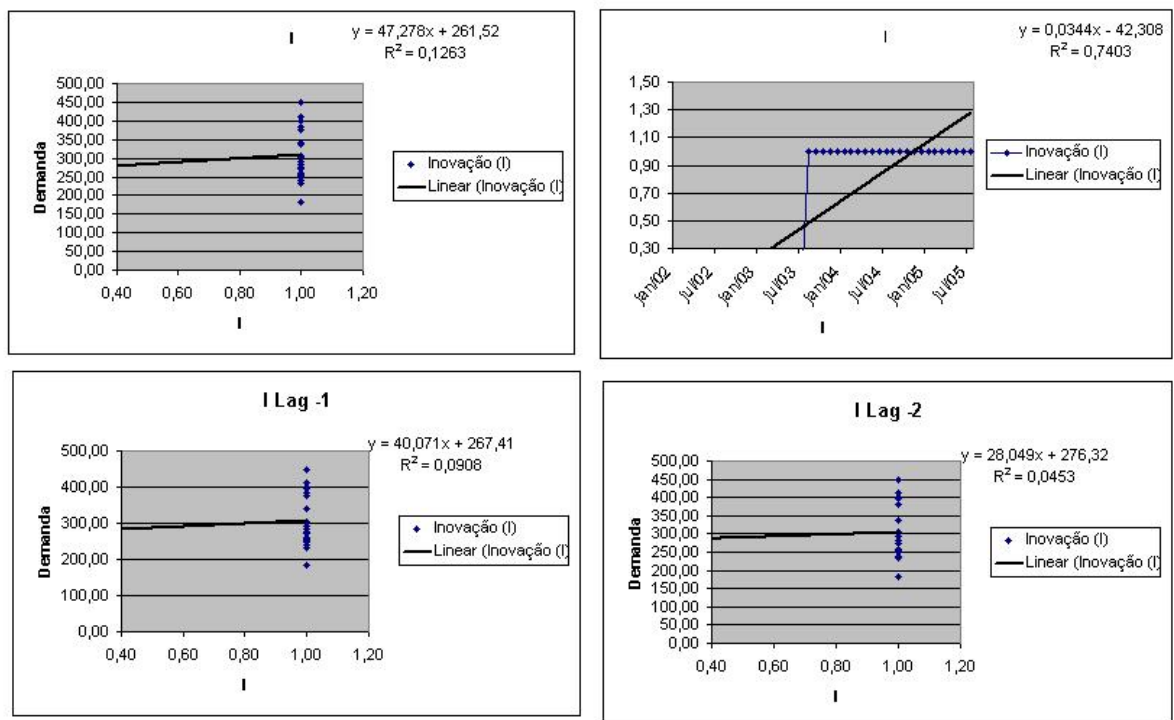 I
y = 47,278x + 261,52
R² = 0,1263
500,00
450,00
400,00
350,00
300,00
250,00
200,00
150,00
100,00
50,00
0,00
Demanda
0,40 0,60 0,80 1,00 1,20
I
Inovação (I)
Linear (Inovação (I)
I
y = 0,0344x - 42,308
R² = 0,7403
1,50
1,30
1,10
0,90
0,70
0,50
0,30
jan/02 jul/02 jan/03 jul/03 jan/04 jul/04 jan/05 jul/05
I
Inovação (I)
Linear (Inovação (I)
I Lag -1
y = 40,071x + 267,41
R² = 0,0908
500,00
400,00
300,00
200,00
100,00
0,00
Demanda
0,40 0,60 0,80 1,00 1,20
I
Inovação (I)
Linear (Inovação (I)
I Lag -2
y = 28,049x + 276,32
R² = 0,0453
500,00
450,00
400,00
350,00
300,00
250,00
200,00
150,00
100,00
50,00
0,00
Demanda
0,40 0,60 0,80 1,00 1,20
I
Inovação (I)
Linear (Inovação (I)